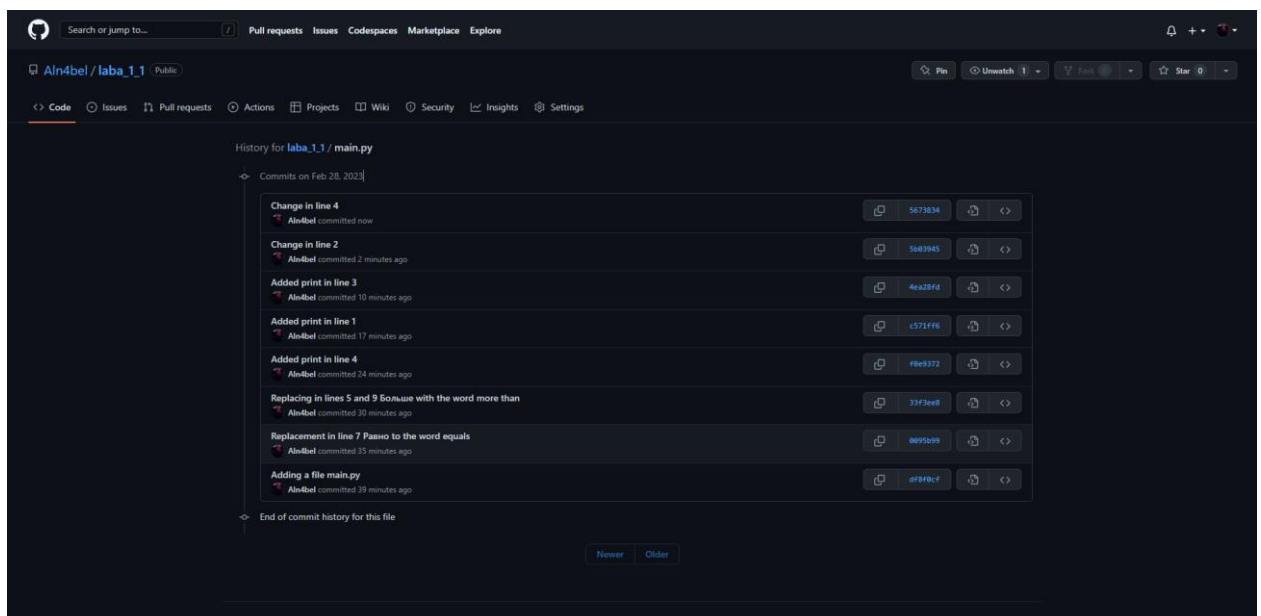 Search or jump to... /
Pull requests Issues Codespaces Marketplace Explore
Aln4bel / laba_1_1 Public
Pin Unwatch 1 Fork Star 0
Code Issues Pull requests Actions Projects Wiki Security Insights Settings
History for laba_1_1 / main.py
Commits on Feb 28, 2023
Change in line 4
Aln4bel committed now
5673834
Change in line 2
Aln4bel committed 2 minutes ago
5b03945
Added print in line 3
Aln4bel committed 10 minutes ago
4ea28fd
Added print in line 1
Aln4bel committed 17 minutes ago
c571ff6
Added print in line 4
Aln4bel committed 24 minutes ago
f0e9372
Replacing in lines 5 and 9 Больше with the word more than
Aln4bel committed 30 minutes ago
33f3ee8
Replacement in line 7 Равно to the word equals
Aln4bel committed 35 minutes ago
0095b99
Adding a file main.py
Aln4bel committed 39 minutes ago
df8f0cf
End of commit history for this file
Newer Older